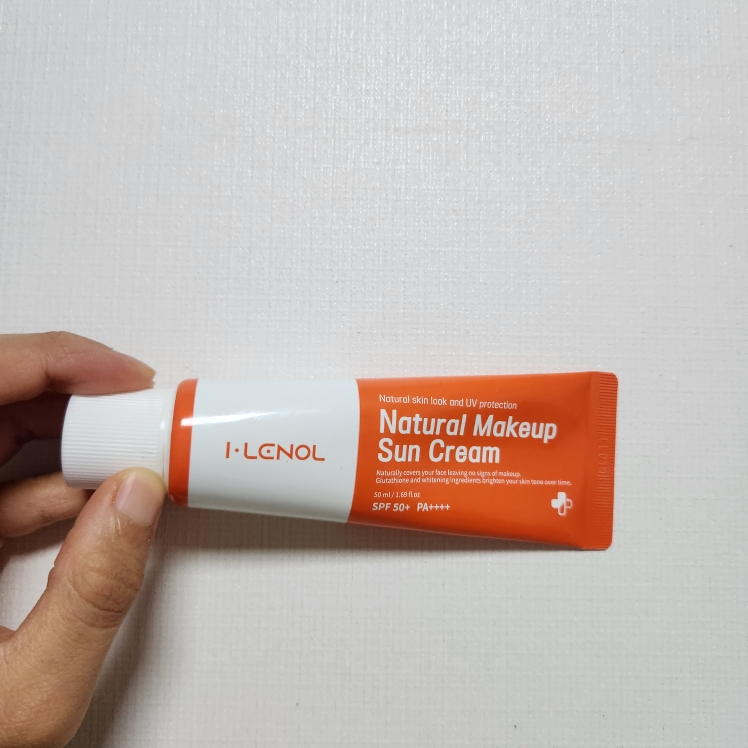 I·LENOL
Natural skin look and UV protection
Natural Makeup
Sun Cream
Naturally covers your face leaving no signs of makeup.
Glutathione and whitening ingredients brighten your skin tone over time.
50 ml / 1.69 fl.oz
SPF 50+ PA++++